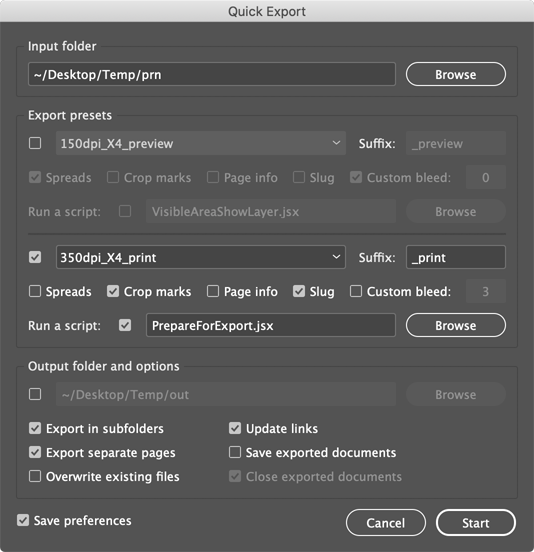 Quick Export
Input folder
~/Desktop/Temp/prn Browse
Export presets
150dpi_X4_preview Suffix: _preview
Spreads Crop marks Page info Slug Custom bleed: 0
Run a script: VisibleAreaShowLayer.jsx Browse
350dpi_X4_print Suffix: _print
Spreads Crop marks Page info Slug Custom bleed: 3
Run a script: PrepareForExport.jsx Browse
Output folder and options
~/Desktop/Temp/out Browse
Export in subfolders Update links
Export separate pages Save exported documents
Overwrite existing files Close exported documents
Save preferences Cancel Start